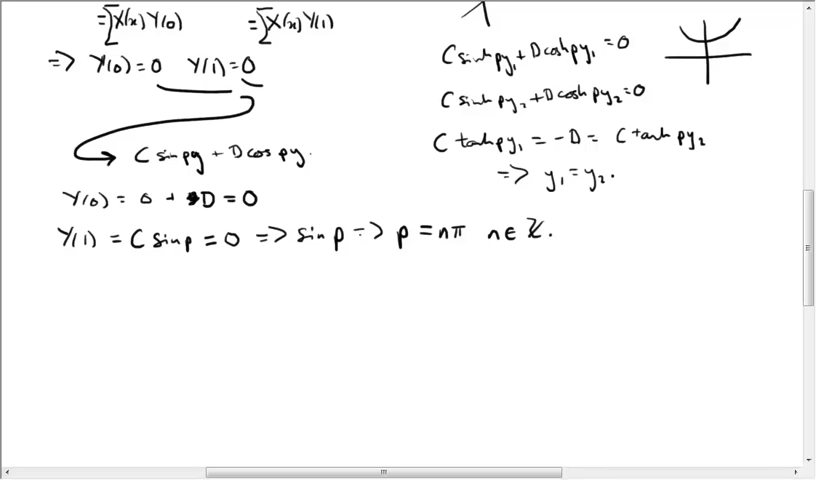 =∑X(x)Y(0) =∑X(x)Y(1)
=> Y(0)=0 Y(1)=0
C sin py + D cos py.
Y(0) = 0 + D = 0
Y(1) = C sin p = 0 => sin p => p = nπ n ∈ ℤ.
C sinh py₁ + D cosh py₁ = 0
C sinh py₂ + D cosh py₂ = 0
C tanh py₁ = -D = C tanh py₂
=> y₁ = y₂.